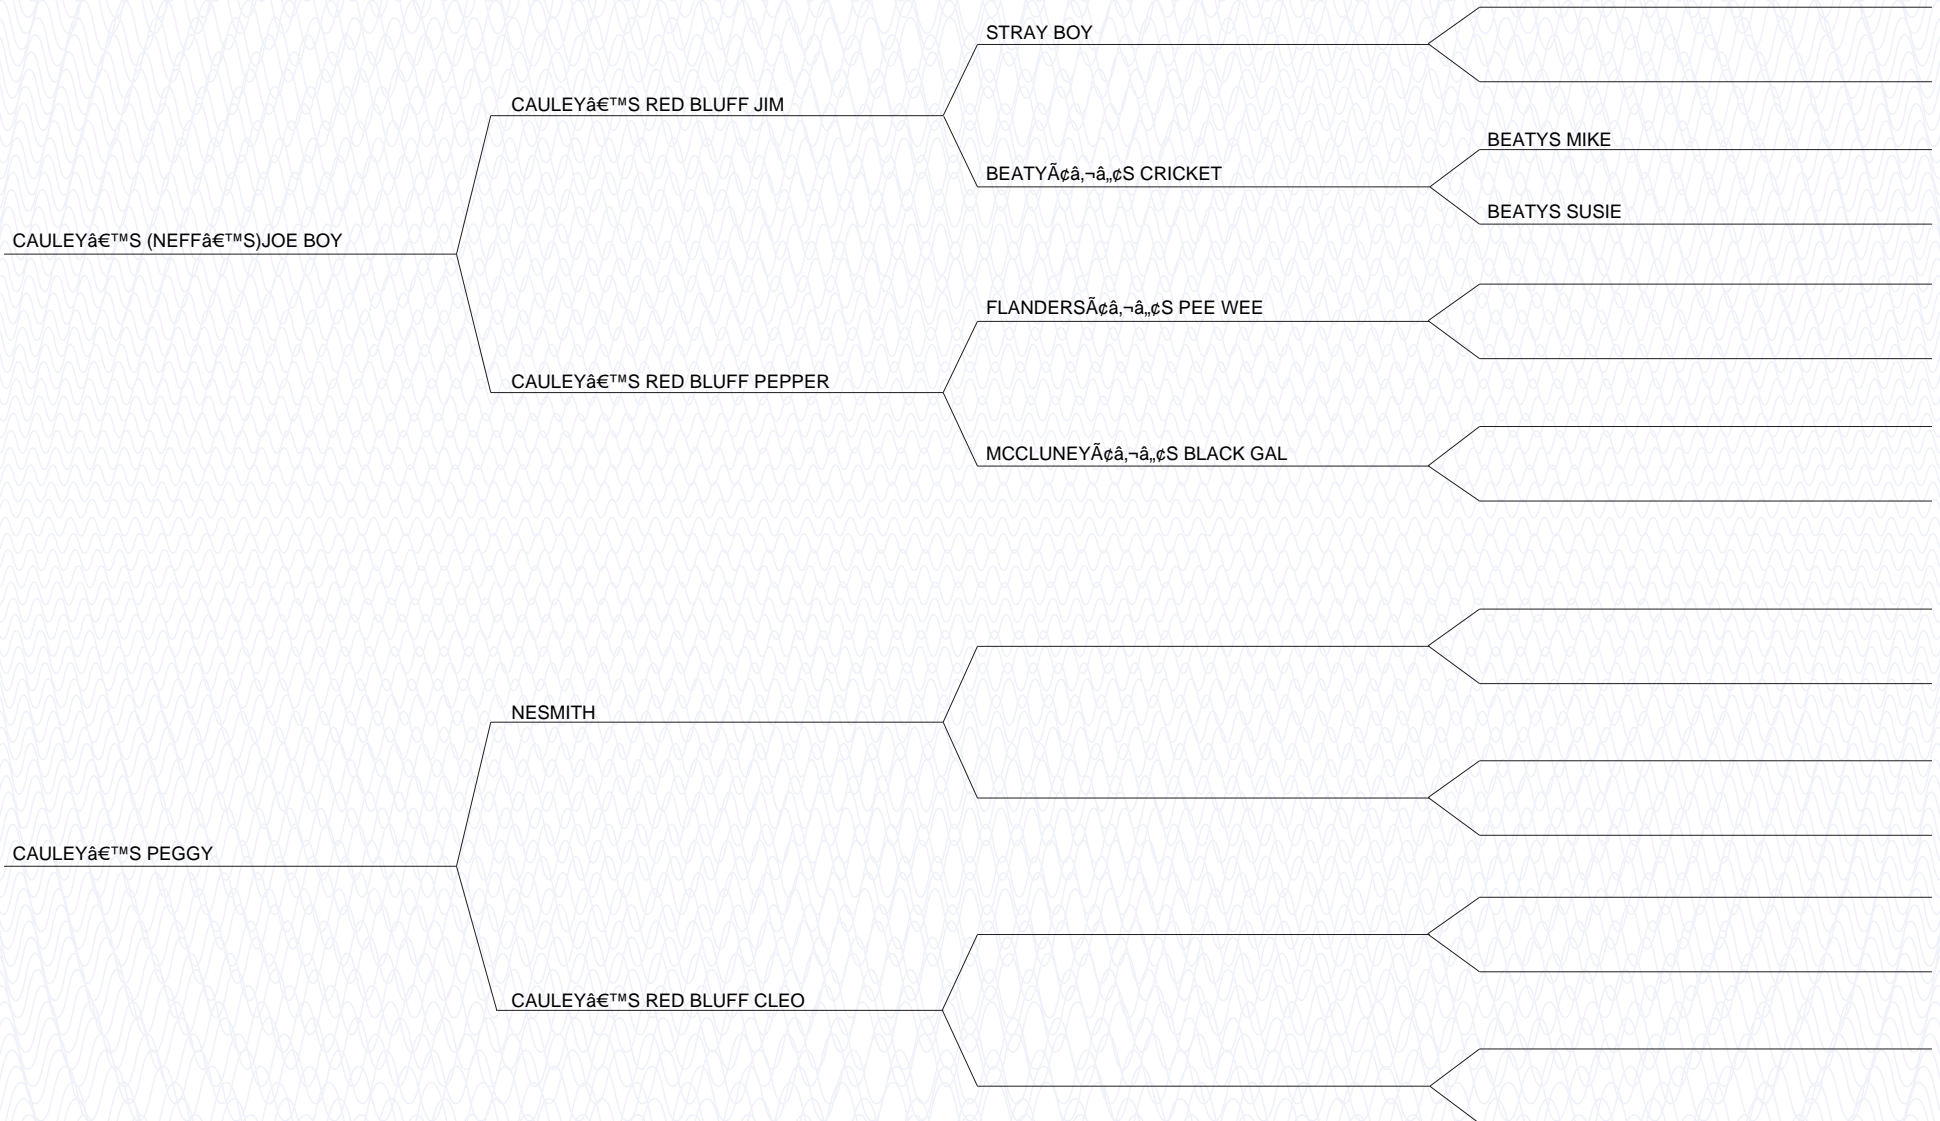 STRAY BOY
CAULEYâ€™S RED BLUFF JIM
BEATYS MIKE
BEATYÃ¢â‚¬â„¢S CRICKET
BEATYS SUSIE
CAULEYâ€™S (NEFFâ€™S)JOE BOY
FLANDERSÃ¢â‚¬â„¢S PEE WEE
CAULEYâ€™S RED BLUFF PEPPER
MCCLUNEYÃ¢â‚¬â„¢S BLACK GAL
NESMITH
CAULEYâ€™S PEGGY
CAULEYâ€™S RED BLUFF CLEO